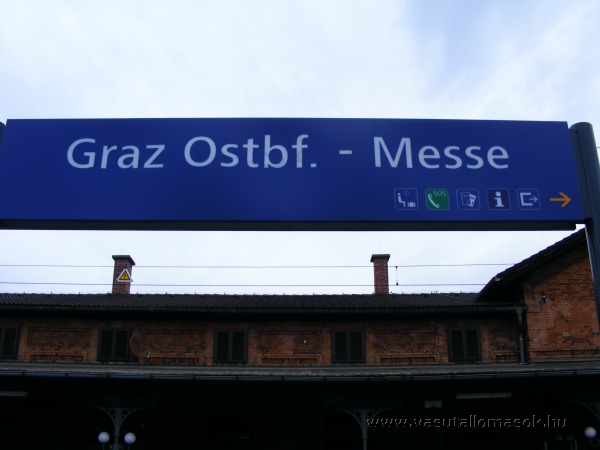 Graz Ostbf. - Messe
SOS
www.vasutallomasok.hu